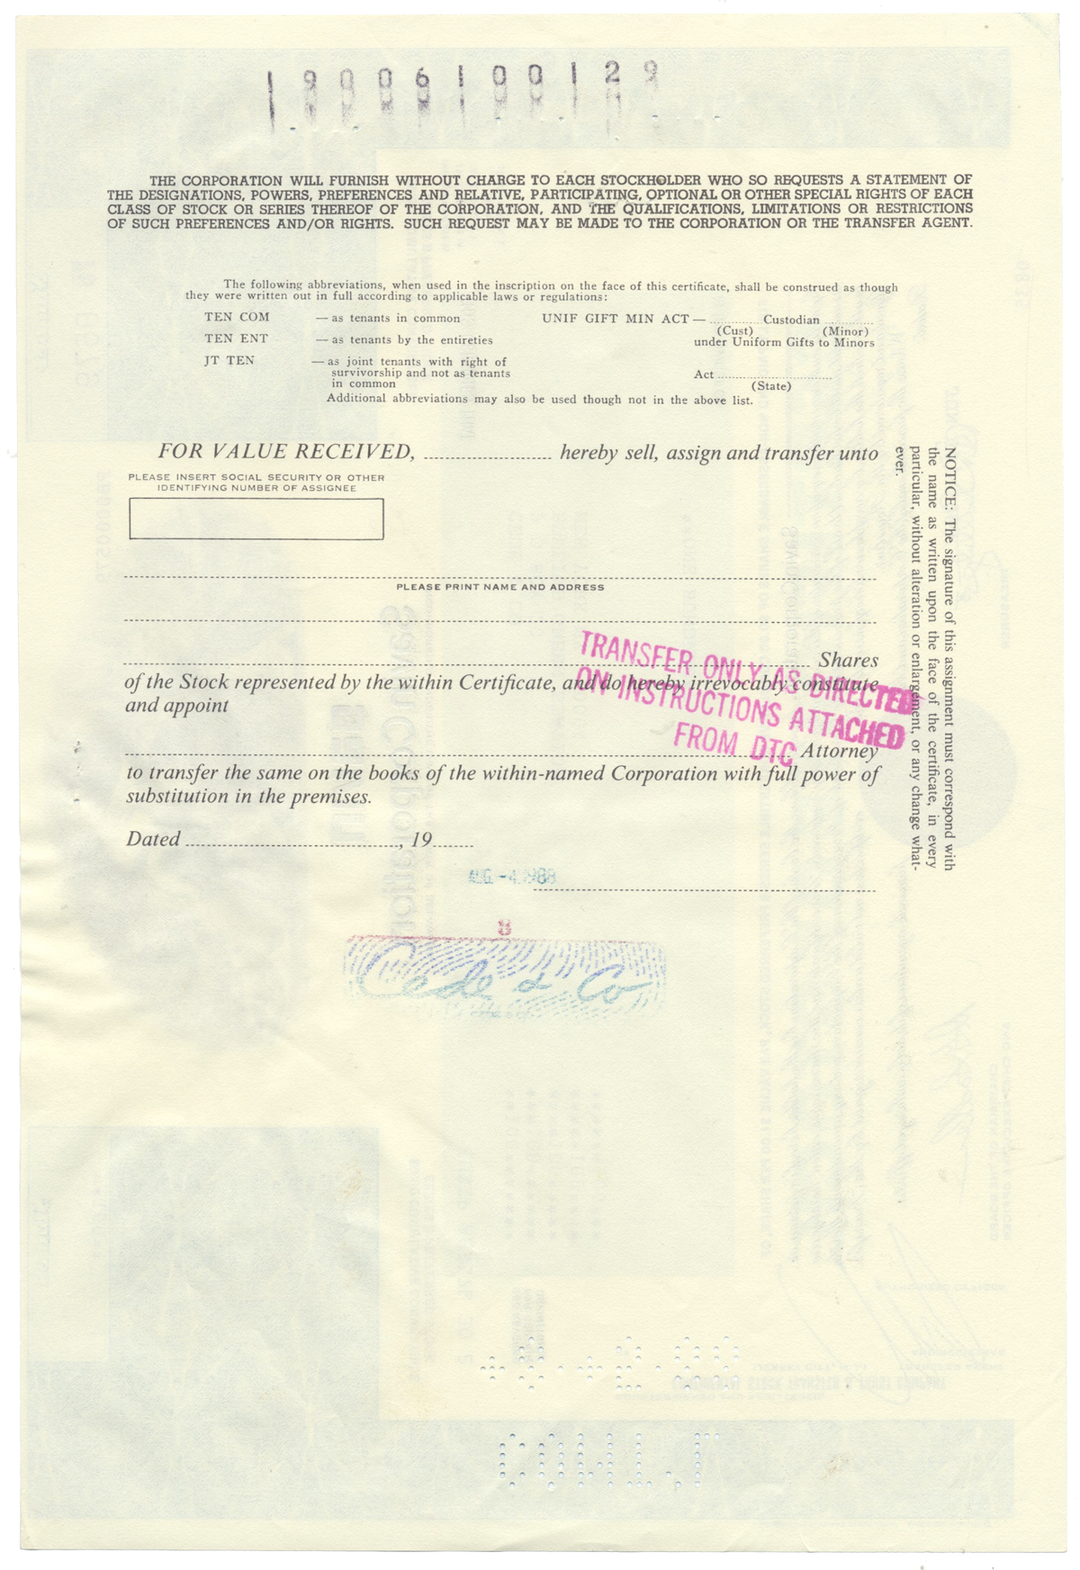 19006100129
THE CORPORATION WILL FURNISH WITHOUT CHARGE TO EACH STOCKHOLDER WHO SO REQUESTS A STATEMENT OF
THE DESIGNATIONS, POWERS, PREFERENCES AND RELATIVE, PARTICIPATING, OPTIONAL OR OTHER SPECIAL RIGHTS OF EACH
CLASS OF STOCK OR SERIES THEREOF OF THE CORPORATION, AND THE QUALIFICATIONS, LIMITATIONS OR RESTRICTIONS
OF SUCH PREFERENCES AND/OR RIGHTS. SUCH REQUEST MAY BE MADE TO THE CORPORATION OR THE TRANSFER AGENT.
The following abbreviations, when used in the inscription on the face of this certificate, shall be construed as though
they were written out in full according to applicable laws or regulations:
TEN COM — as tenants in common UNIF GIFT MIN ACT — .............. Custodian ..............
(Cust) (Minor)
TEN ENT — as tenants by the entireties under Uniform Gifts to Minors
JT TEN — as joint tenants with right of
survivorship and not as tenants Act ..............................
in common (State)
Additional abbreviations may also be used though not in the above list.
FOR VALUE RECEIVED, ........................ hereby sell, assign and transfer unto
PLEASE INSERT SOCIAL SECURITY OR OTHER
IDENTIFYING NUMBER OF ASSIGNEE
PLEASE PRINT NAME AND ADDRESS
Shares
of the Stock represented by the within Certificate, and do hereby irrevocably constitute
and appoint
Attorney
to transfer the same on the books of the within-named Corporation with full power of
substitution in the premises.
Dated ........................................, 19........
TRANSFER ONLY AS DIRECTED
ON INSTRUCTIONS ATTACHED
FROM DTC
AUG -4 1988
8
Cede & Co
NOTICE: The signature of this assignment must correspond with
the name as written upon the face of the certificate, in every
particular, without alteration or enlargement, or any change what-
ever.